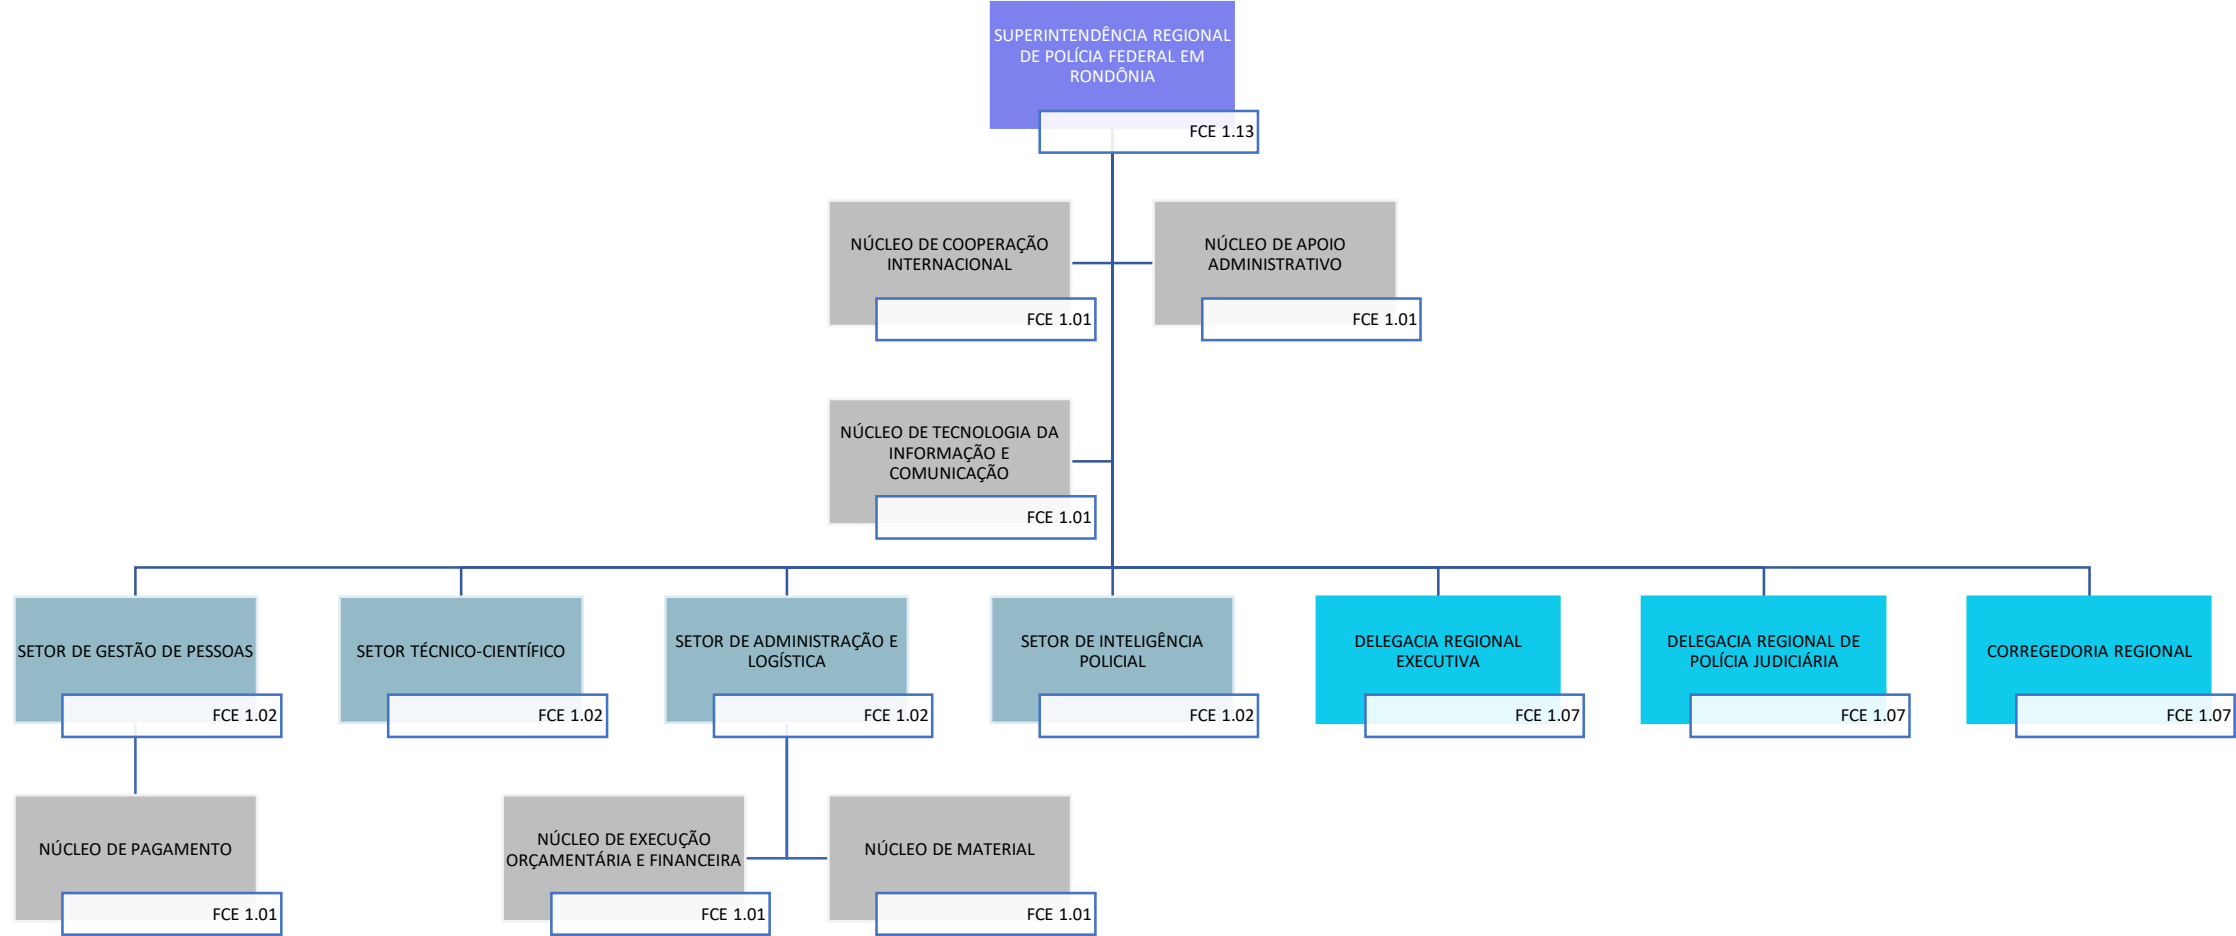 SUPERINTENDÊNCIA REGIONAL
DE POLÍCIA FEDERAL EM
RONDÔNIA
FCE 1.13
NÚCLEO DE COOPERAÇÃO
INTERNACIONAL
FCE 1.01
NÚCLEO DE APOIO
ADMINISTRATIVO
FCE 1.01
NÚCLEO DE TECNOLOGIA DA
INFORMAÇÃO E
COMUNICAÇÃO
FCE 1.01
SETOR DE GESTÃO DE PESSOAS
FCE 1.02
SETOR TÉCNICO-CIENTÍFICO
FCE 1.02
SETOR DE ADMINISTRAÇÃO E
LOGÍSTICA
FCE 1.02
SETOR DE INTELIGÊNCIA
POLICIAL
FCE 1.02
DELEGACIA REGIONAL
EXECUTIVA
FCE 1.07
DELEGACIA REGIONAL DE
POLÍCIA JUDICIÁRIA
FCE 1.07
CORREGEDORIA REGIONAL
FCE 1.07
NÚCLEO DE PAGAMENTO
FCE 1.01
NÚCLEO DE EXECUÇÃO
ORÇAMENTÁRIA E FINANCEIRA
FCE 1.01
NÚCLEO DE MATERIAL
FCE 1.01